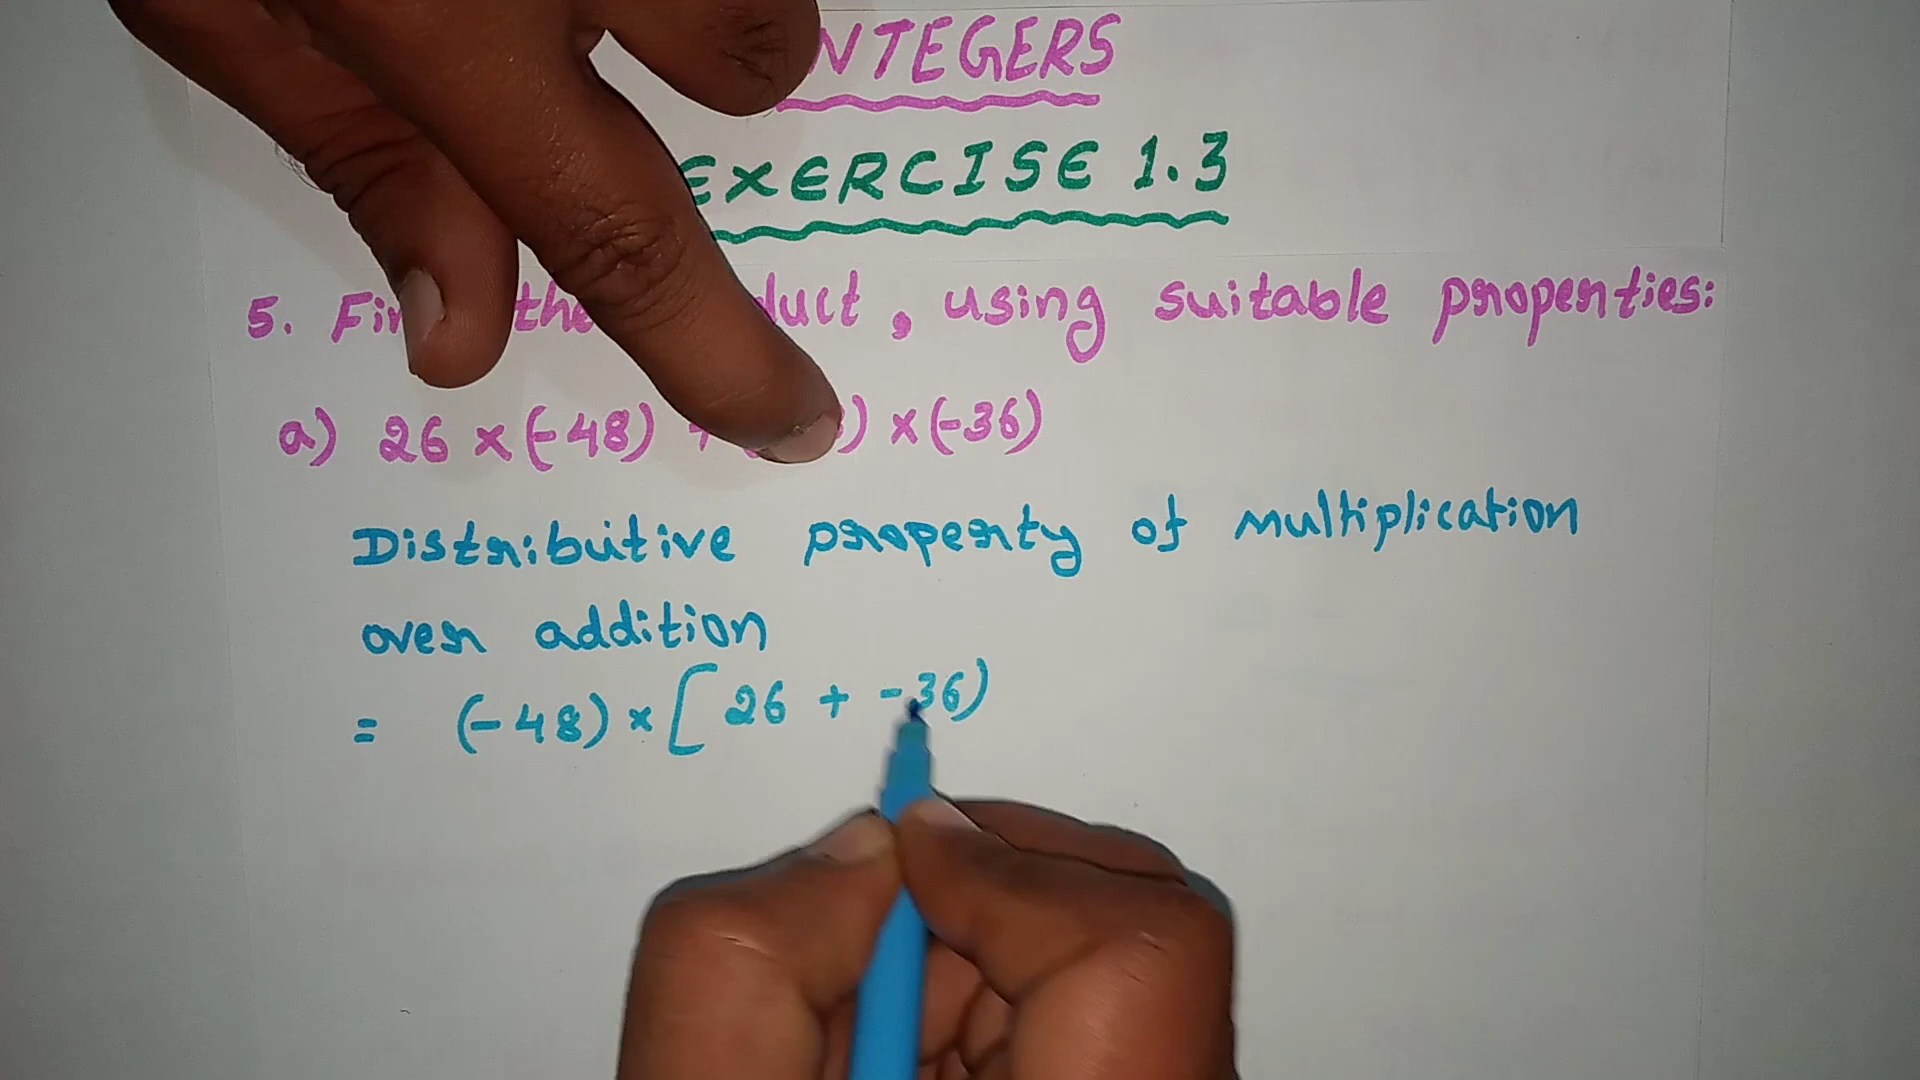 NTEGERS
EXERCISE 1.3
5. Fin the duct, using suitable properties:
a) 26 × (-48) + ) × (-36)
Distributive property of multiplication
over addition
= (-48) × [ 26 + -36)